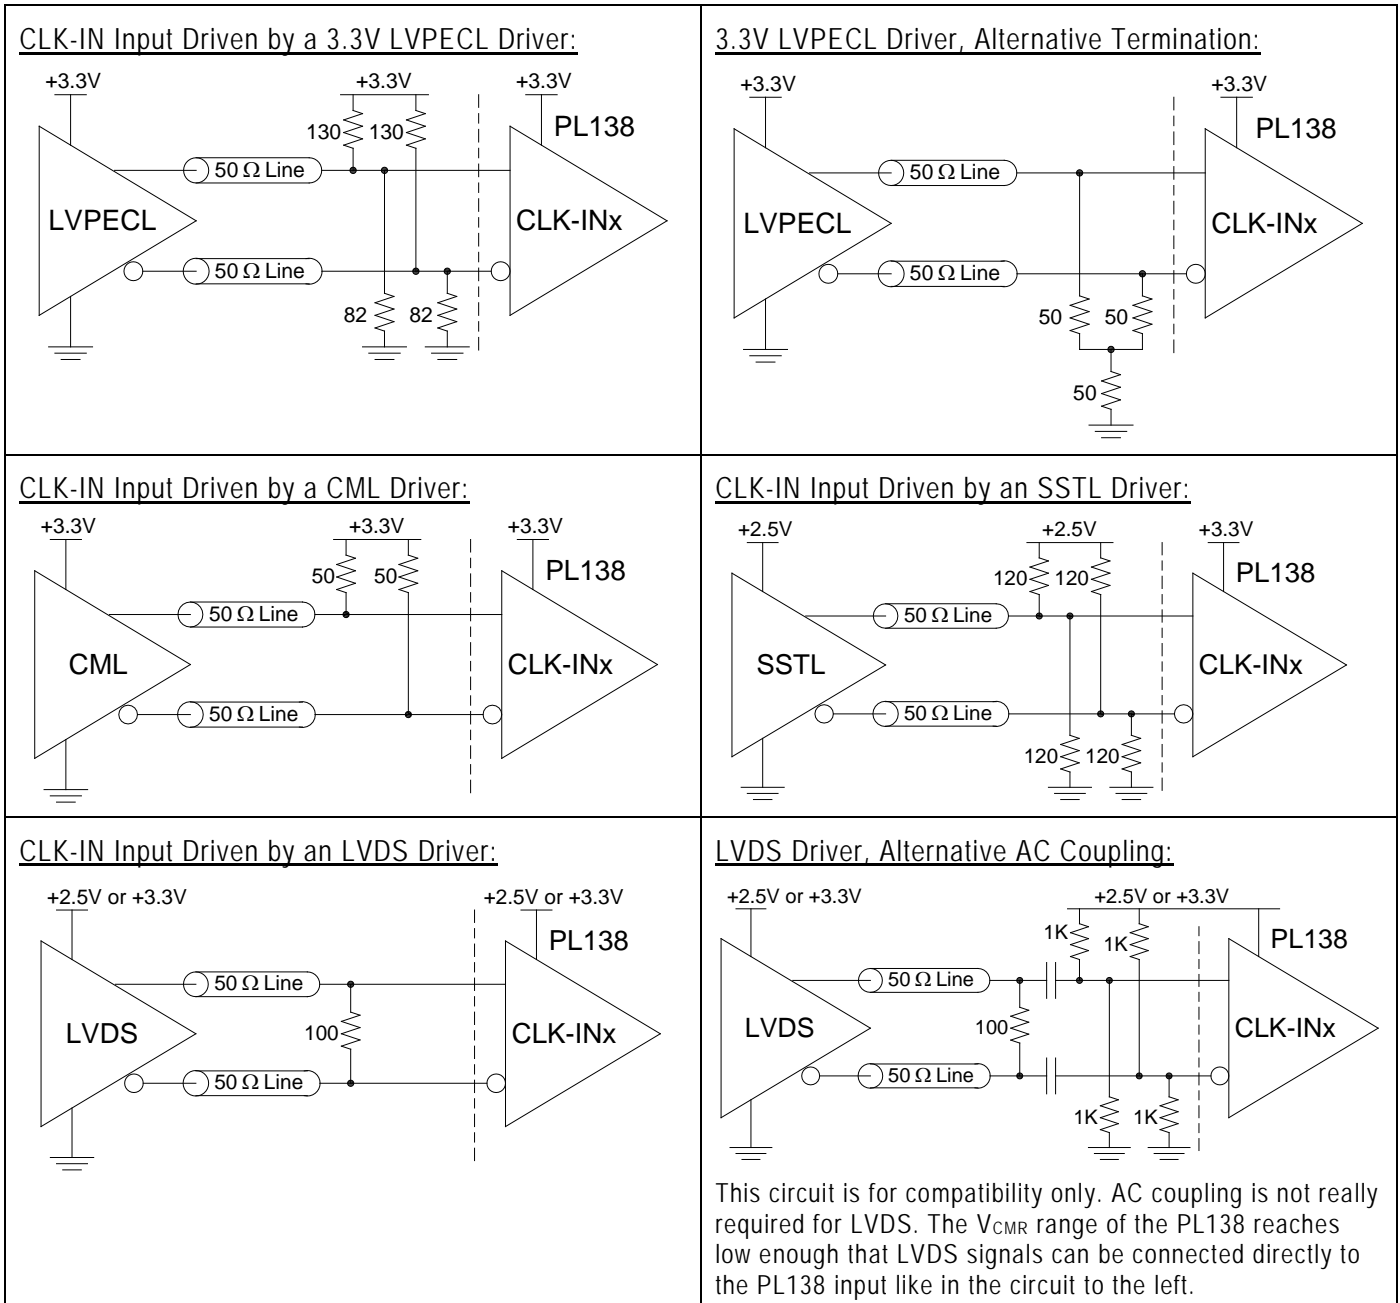 CLK-IN Input Driven by a 3.3V LVPECL Driver:
+3.3V
+3.3V
+3.3V
130
130
PL138
50 Ω Line
LVPECL
CLK-INx
50 Ω Line
82
82
3.3V LVPECL Driver, Alternative Termination:
+3.3V
+3.3V
PL138
50 Ω Line
LVPECL
CLK-INx
50 Ω Line
50
50
50
CLK-IN Input Driven by a CML Driver:
+3.3V
+3.3V
+3.3V
50
50
PL138
50 Ω Line
CML
CLK-INx
50 Ω Line
CLK-IN Input Driven by an SSTL Driver:
+2.5V
+2.5V
+3.3V
120
120
PL138
50 Ω Line
SSTL
CLK-INx
50 Ω Line
120
120
CLK-IN Input Driven by an LVDS Driver:
+2.5V or +3.3V
+2.5V or +3.3V
PL138
50 Ω Line
LVDS
100
CLK-INx
50 Ω Line
LVDS Driver, Alternative AC Coupling:
+2.5V or +3.3V
+2.5V or +3.3V
1K
1K
PL138
50 Ω Line
LVDS
100
CLK-INx
50 Ω Line
1K
1K
This circuit is for compatibility only. AC coupling is not really
required for LVDS. The VCMR range of the PL138 reaches
low enough that LVDS signals can be connected directly to
the PL138 input like in the circuit to the left.